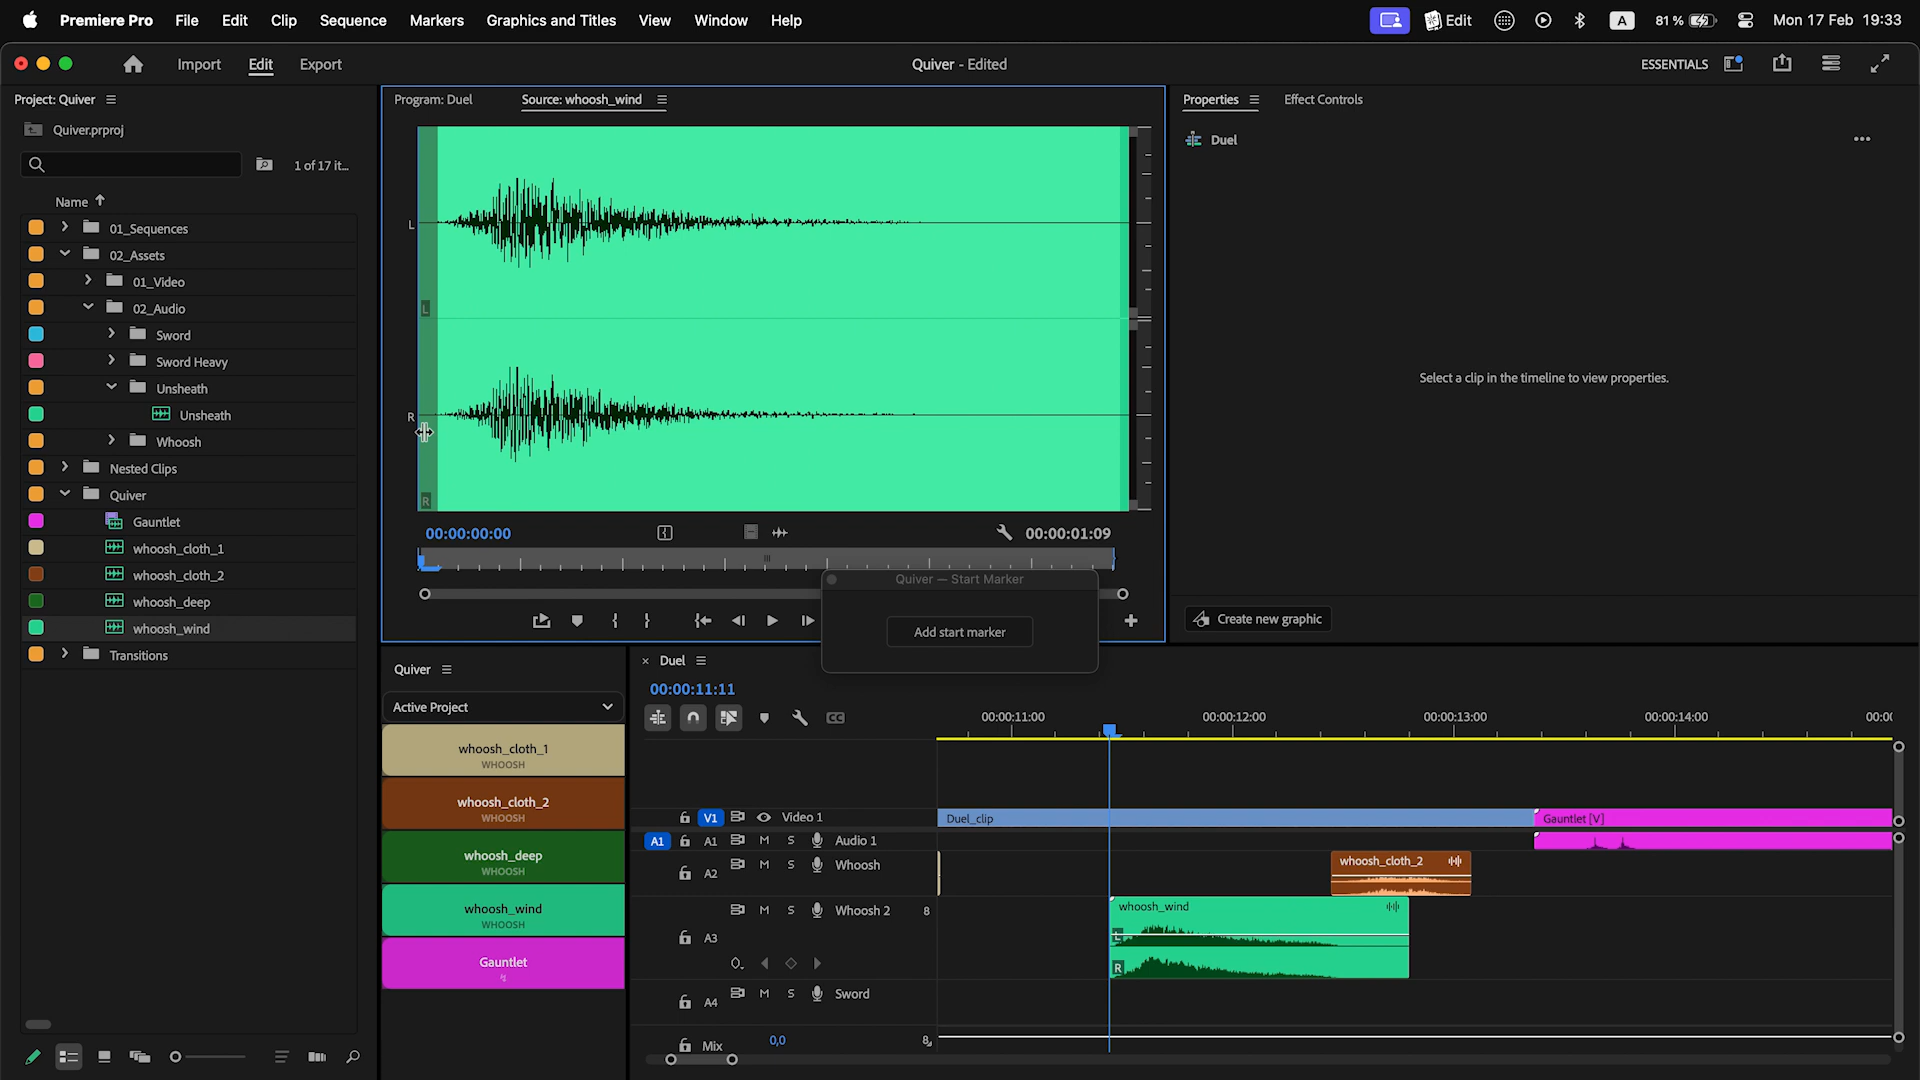 Premiere Pro File Edit Clip Sequence Markers Graphics and Titles View Window Help Edit A 81 % Mon 17 Feb 19:33
Import Edit Export Quiver - Edited ESSENTIALS
Project: Quiver
Quiver.prproj
1 of 17 it...
Name
01_Sequences
02_Assets
01_Video
02_Audio
Sword
Sword Heavy
Unsheath
Unsheath
Whoosh
Nested Clips
Quiver
Gauntlet
whoosh_cloth_1
whoosh_cloth_2
whoosh_deep
whoosh_wind
Transitions
Program: Duel Source: whoosh_wind
L
L
R
R
00:00:00:00 00:00:01:09
Quiver — Start Marker
Add start marker
Properties Effect Controls
Duel
Select a clip in the timeline to view properties.
Create new graphic
Quiver
Active Project
whoosh_cloth_1
WHOOSH
whoosh_cloth_2
WHOOSH
whoosh_deep
WHOOSH
whoosh_wind
WHOOSH
Gauntlet
× Duel
00:00:11:11
CC
00:00:11:00 00:00:12:00 00:00:13:00 00:00:14:00 00:00
V1 Video 1 Duel_clip Gauntlet [V]
A1 A1 M S Audio 1
A2 M S Whoosh whoosh_cloth_2
M S Whoosh 2 8 whoosh_wind
A3 L
R
A4 M S Sword
Mix 0,0 8